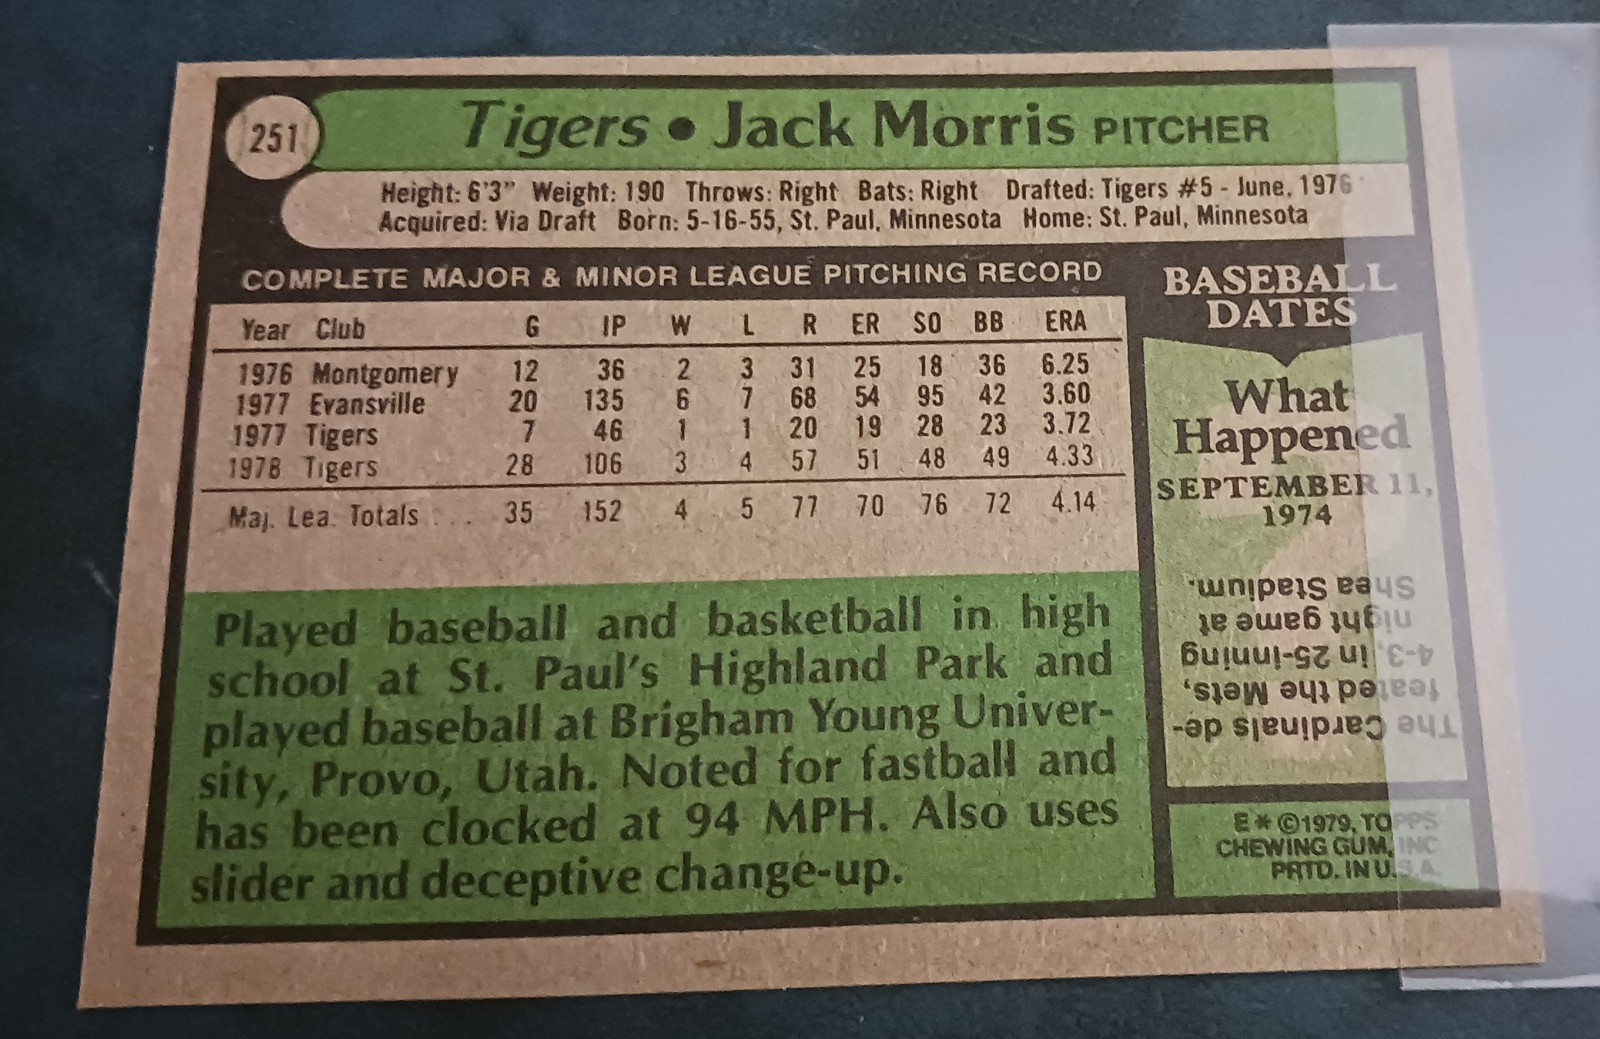 251
Tigers • Jack Morris PITCHER
Height: 6'3" Weight: 190 Throws: Right Bats: Right Drafted: Tigers #5 - June, 1976
Acquired: Via Draft Born: 5-16-55, St. Paul, Minnesota Home: St. Paul, Minnesota
COMPLETE MAJOR & MINOR LEAGUE PITCHING RECORD
Year Club G IP W L R ER SO BB ERA
1976 Montgomery 12 36 2 3 31 25 18 36 6.25
1977 Evansville 20 135 6 7 68 54 95 42 3.60
1977 Tigers 7 46 1 1 20 19 28 23 3.72
1978 Tigers 28 106 3 4 57 51 48 49 4.33
Maj. Lea. Totals . . . . 35 152 4 5 77 70 76 72 4.14
Played baseball and basketball in high
school at St. Paul's Highland Park and
played baseball at Brigham Young Univer-
sity, Provo, Utah. Noted for fastball and
has been clocked at 94 MPH. Also uses
slider and deceptive change-up.
BASEBALL
DATES
What
Happened
SEPTEMBER 11,
1974
The Cardinals de-
feated the Mets,
4-3, in 25-inning
night game at
Shea Stadium.
E * ©1979, TOPPS
CHEWING GUM, INC
PRTD. IN U.S.A.